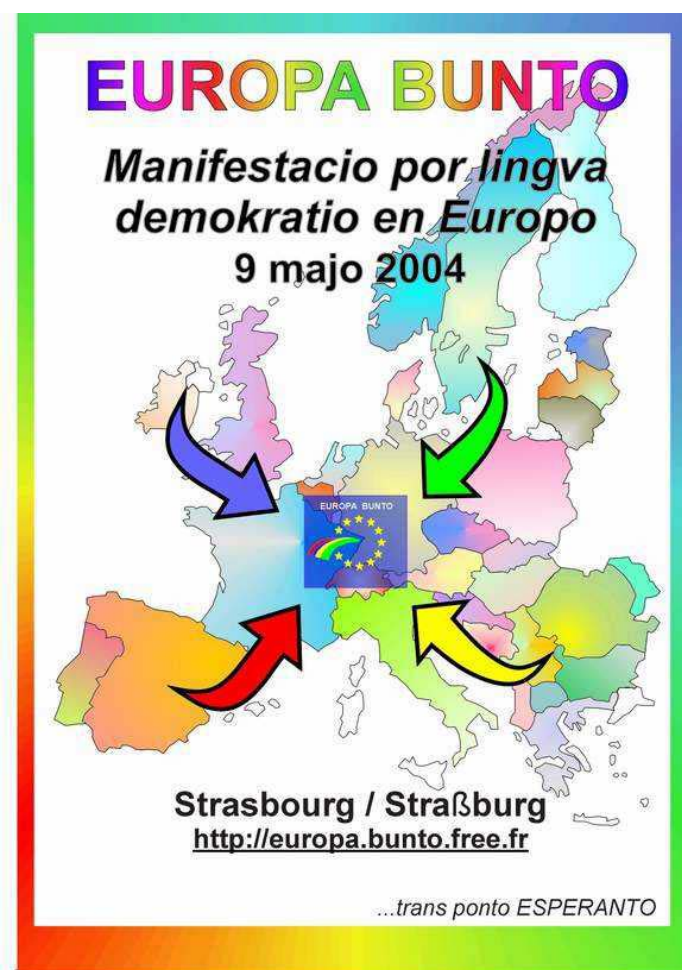 EUROPA BUNTO
Manifestacio por lingva
demokratio en Europo
9 majo 2004
EUROPA BUNTO
Strasbourg / Straßburg
http://europa.bunto.free.fr
...trans ponto ESPERANTO